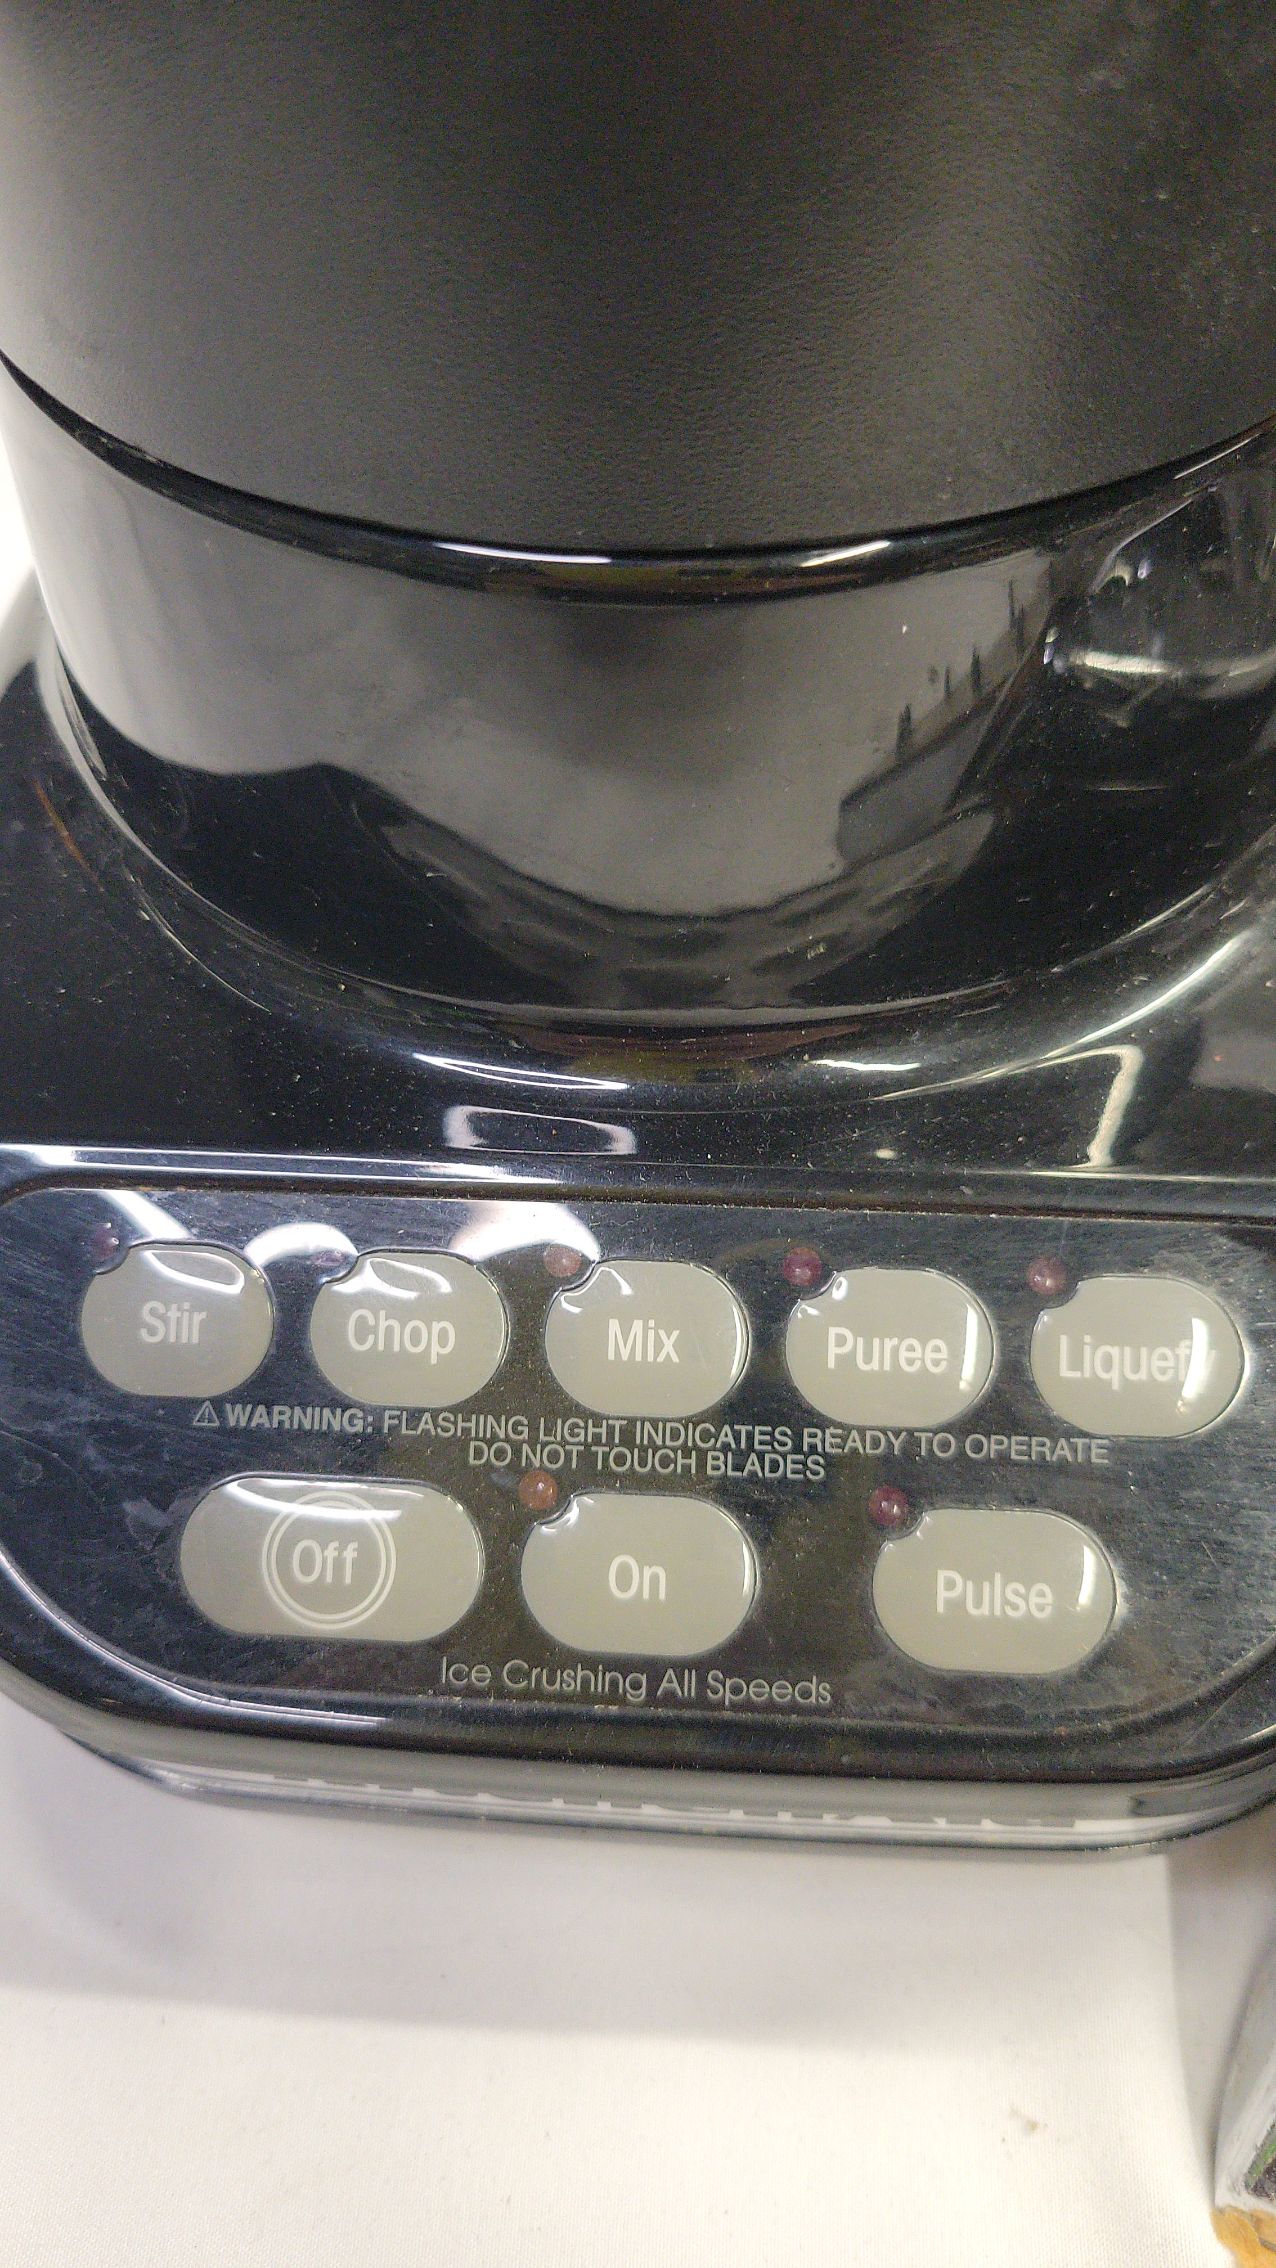 Stir Chop Mix Puree Liquefy
⚠ WARNING: FLASHING LIGHT INDICATES READY TO OPERATE
DO NOT TOUCH BLADES
Off On Pulse
Ice Crushing All Speeds